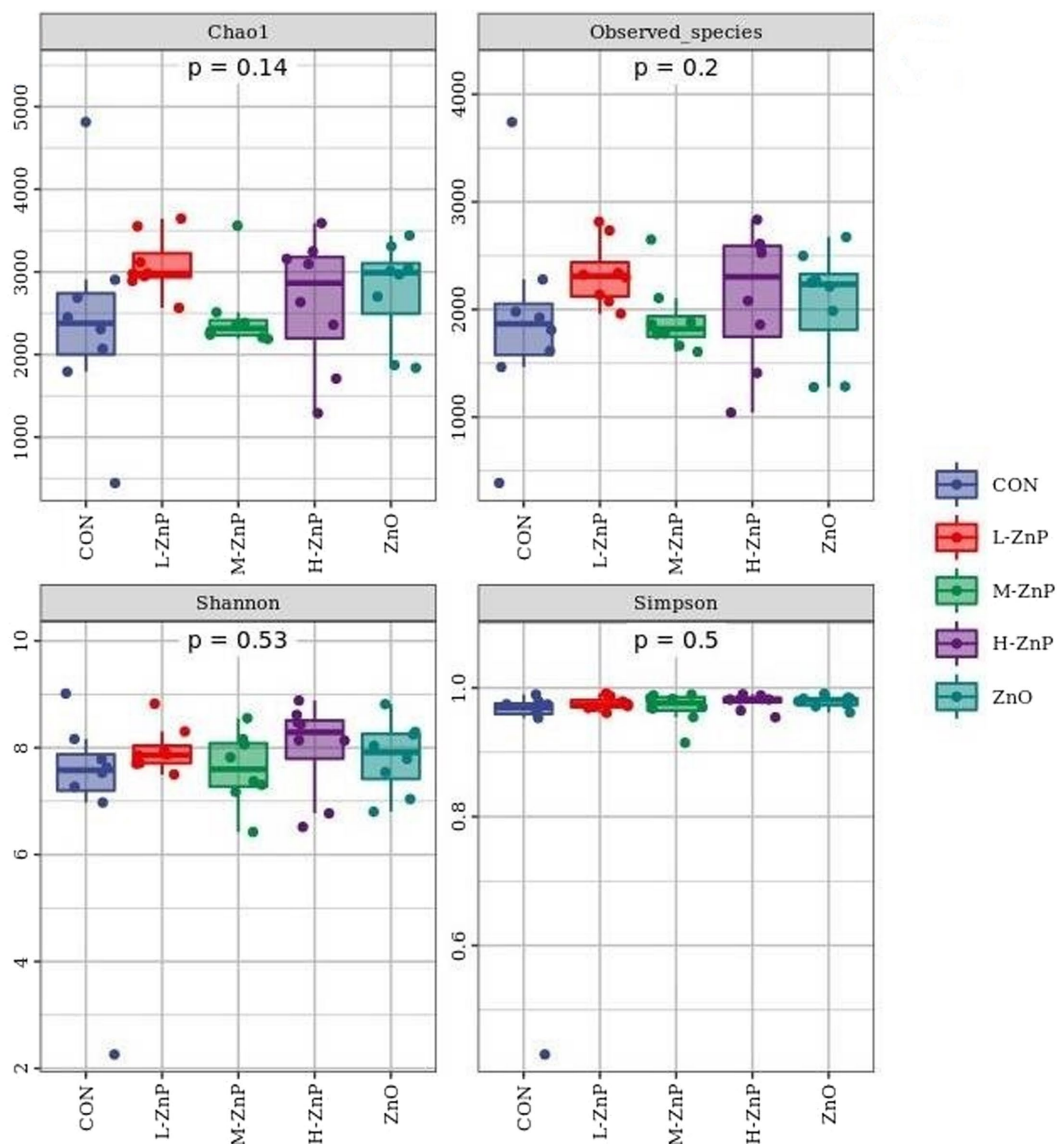 Chao1
p = 0.14
5000
4000
3000
2000
1000
CON
L-ZnP
M-ZnP
H-ZnP
ZnO
Observed_species
p = 0.2
4000
3000
2000
1000
CON
L-ZnP
M-ZnP
H-ZnP
ZnO
Shannon
p = 0.53
10
8
6
4
2
CON
L-ZnP
M-ZnP
H-ZnP
ZnO
Simpson
p = 0.5
1.0
0.8
0.6
CON
L-ZnP
M-ZnP
H-ZnP
ZnO
CON
L-ZnP
M-ZnP
H-ZnP
ZnO